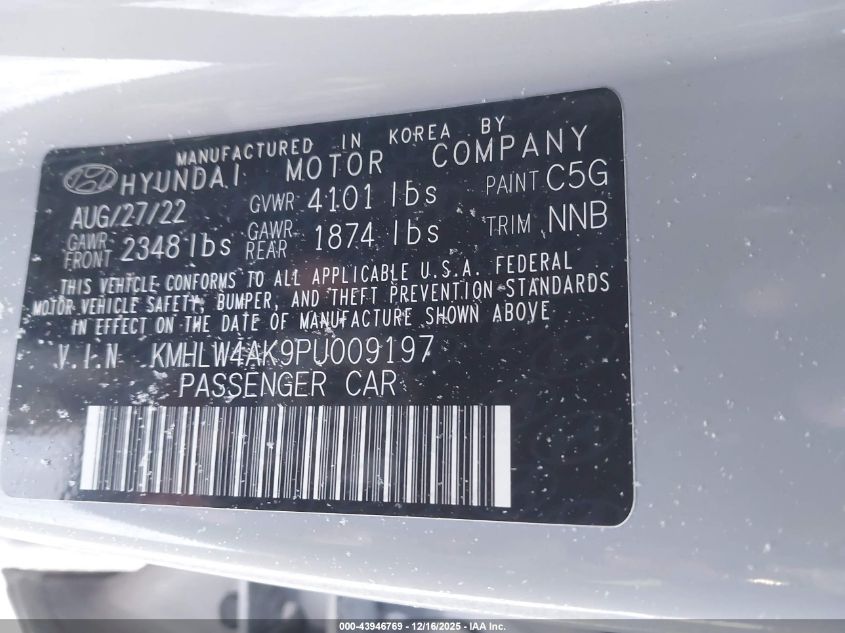 MANUFACTURED IN KOREA BY
HYUNDAI MOTOR COMPANY
AUG/27/22 GVWR 4101 lbs PAINT C5G
GAWR FRONT 2348 lbs GAWR REAR 1874 lbs TRIM NNB
THIS VEHICLE CONFORMS TO ALL APPLICABLE U.S.A. FEDERAL
MOTOR VEHICLE SAFETY, BUMPER, AND THEFT PREVENTION STANDARDS
IN EFFECT ON THE DATE OF MANUFACTURE SHOWN ABOVE
V.I.N KMHLW4AK9PU009197
PASSENGER CAR
000-43946769 - 12/16/2025 - IAA Inc.